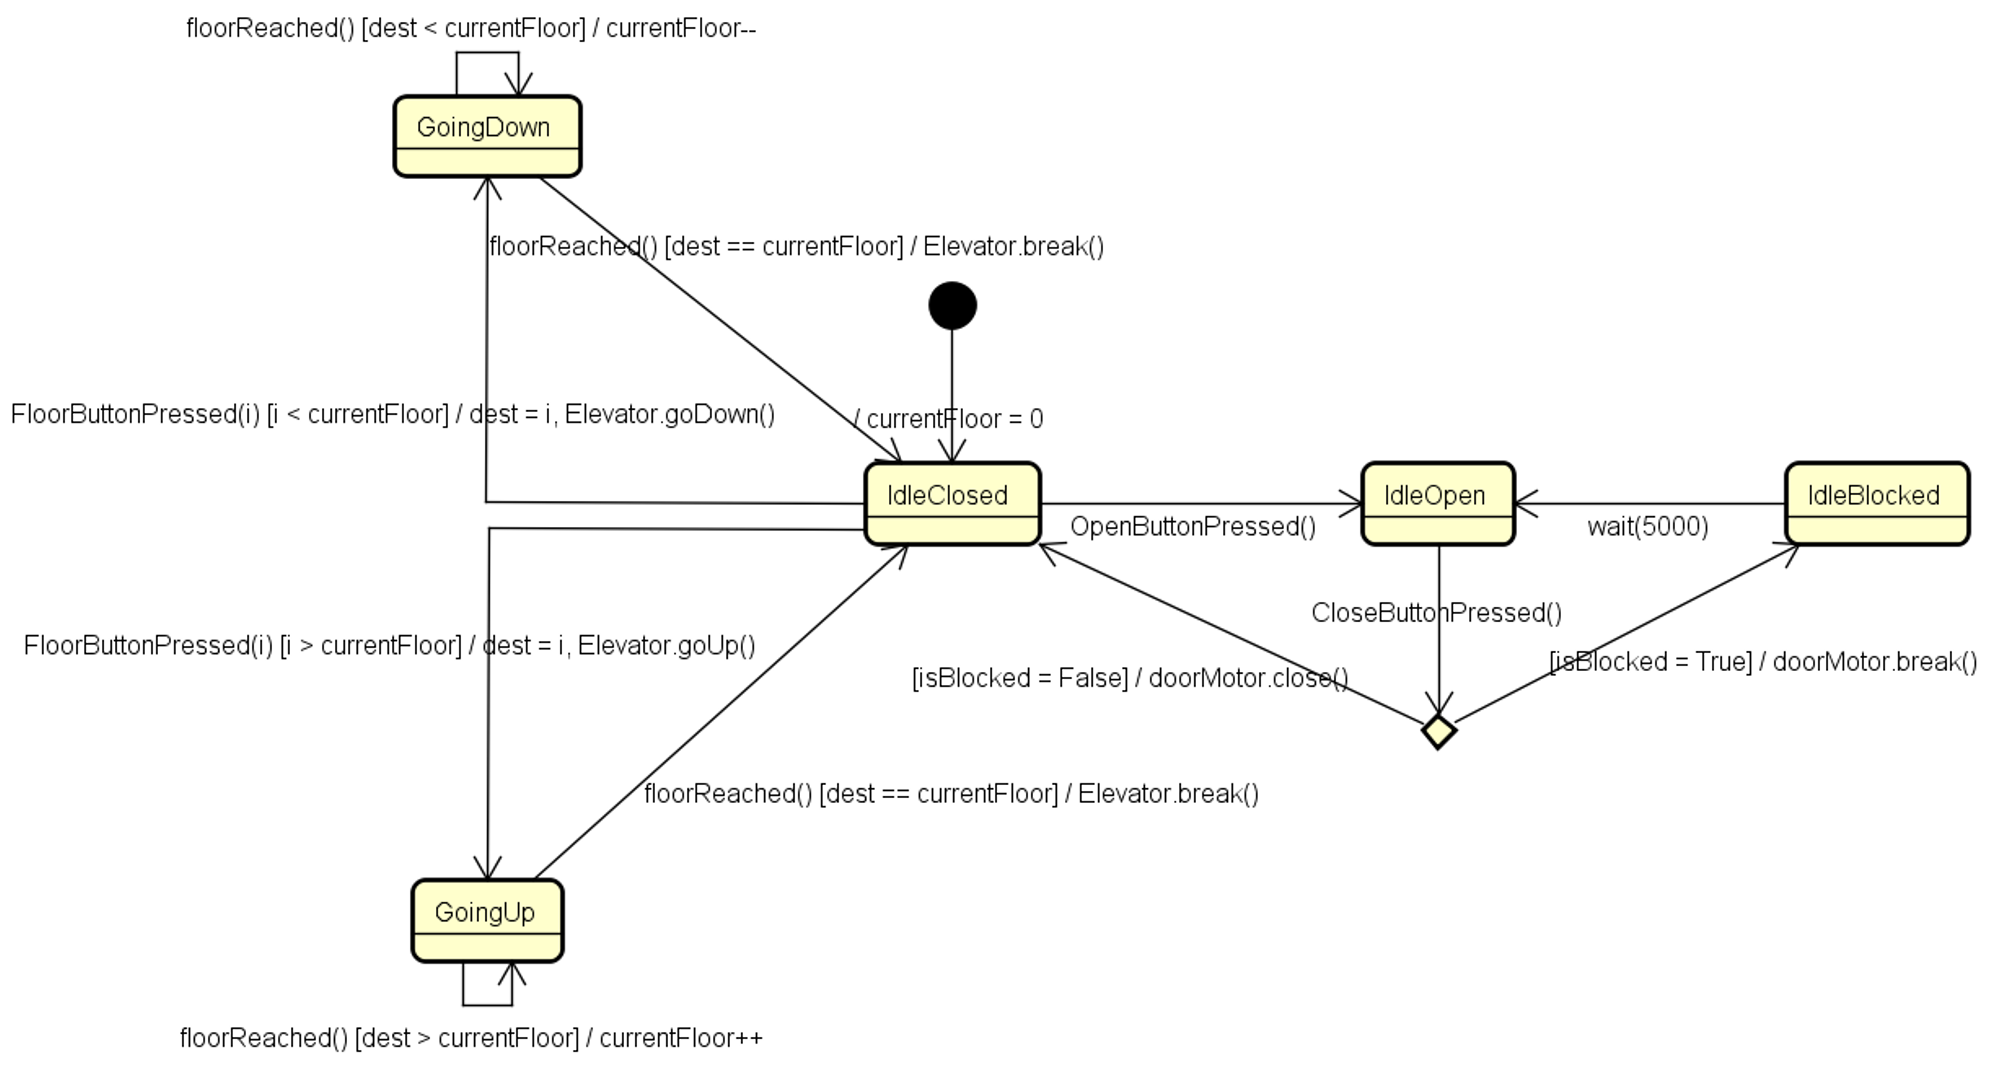 floorReached() [dest < currentFloor] / currentFloor--
GoingDown
floorReached() [dest == currentFloor] / Elevator.break()
FloorButtonPressed(i) [i < currentFloor] / dest = i, Elevator.goDown()
/ currentFloor = 0
IdleClosed
IdleOpen
IdleBlocked
OpenButtonPressed()
wait(5000)
CloseButtonPressed()
FloorButtonPressed(i) [i > currentFloor] / dest = i, Elevator.goUp()
[isBlocked = False] / doorMotor.close()
[isBlocked = True] / doorMotor.break()
floorReached() [dest == currentFloor] / Elevator.break()
GoingUp
floorReached() [dest > currentFloor] / currentFloor++